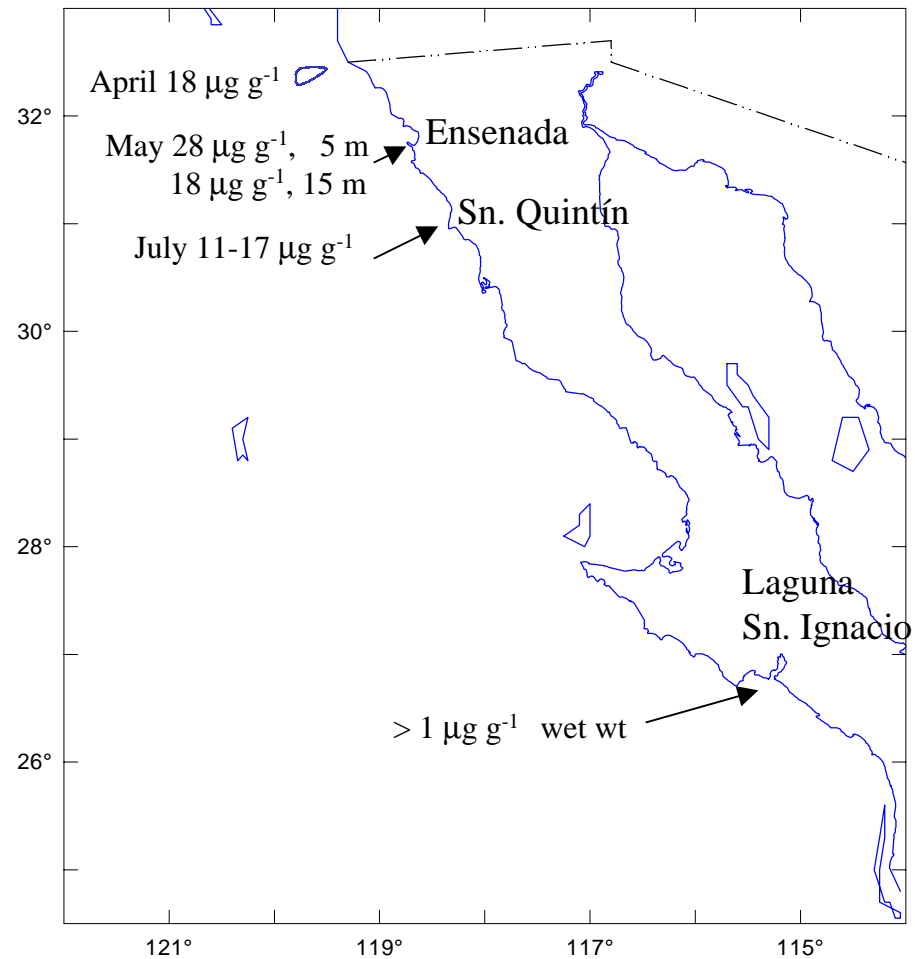 April 18 µg g⁻¹
32°
Ensenada
May 28 µg g⁻¹, 5 m
18 µg g⁻¹, 15 m
Sn. Quintín
July 11-17 µg g⁻¹
30°
28°
Laguna
Sn. Ignacio
> 1 µg g⁻¹ wet wt
26°
121° 119° 117° 115°